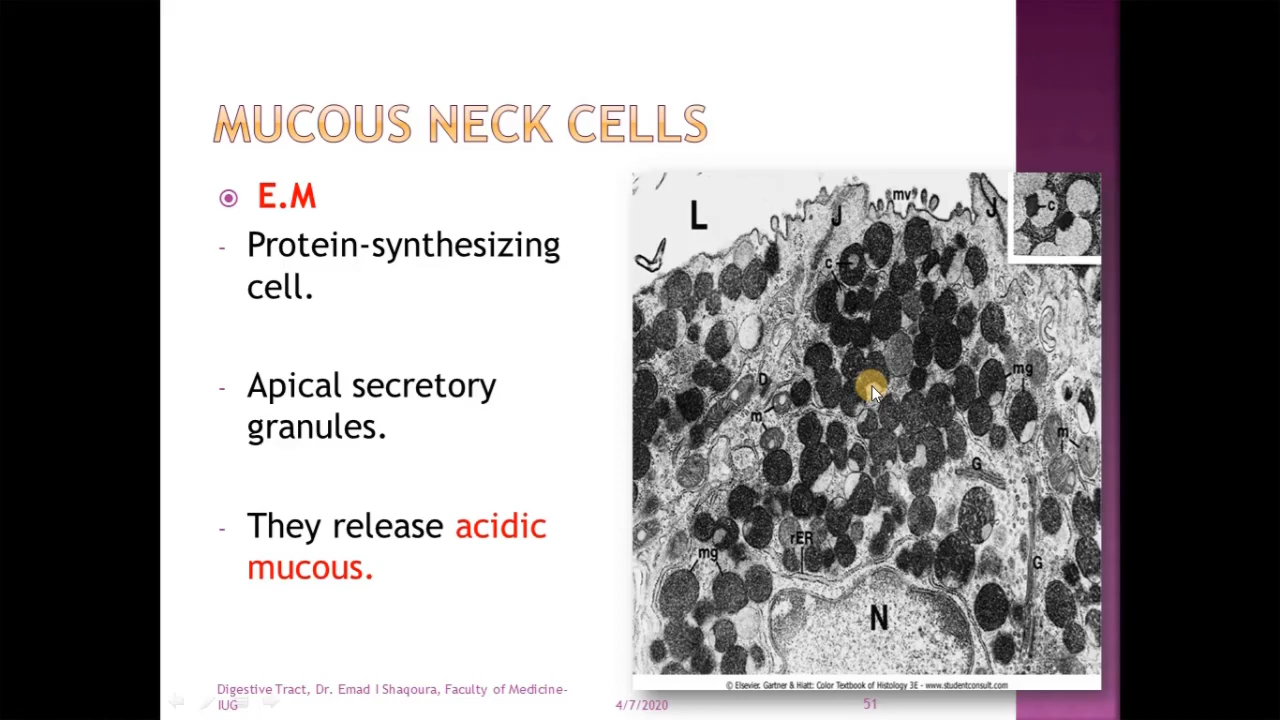 MUCOUS NECK CELLS
E.M
- Protein-synthesizing
cell.
- Apical secretory
granules.
- They release acidic
mucous.
L
J
mv
J
c
c
D
m
mg
m
G
rER
mg
G
N
© Elsevier. Gartner & Hiatt: Color Textbook of Histology 3E - www.studentconsult.com
Digestive Tract, Dr. Emad I Shaqoura, Faculty of Medicine-
IUG
4/7/2020
51